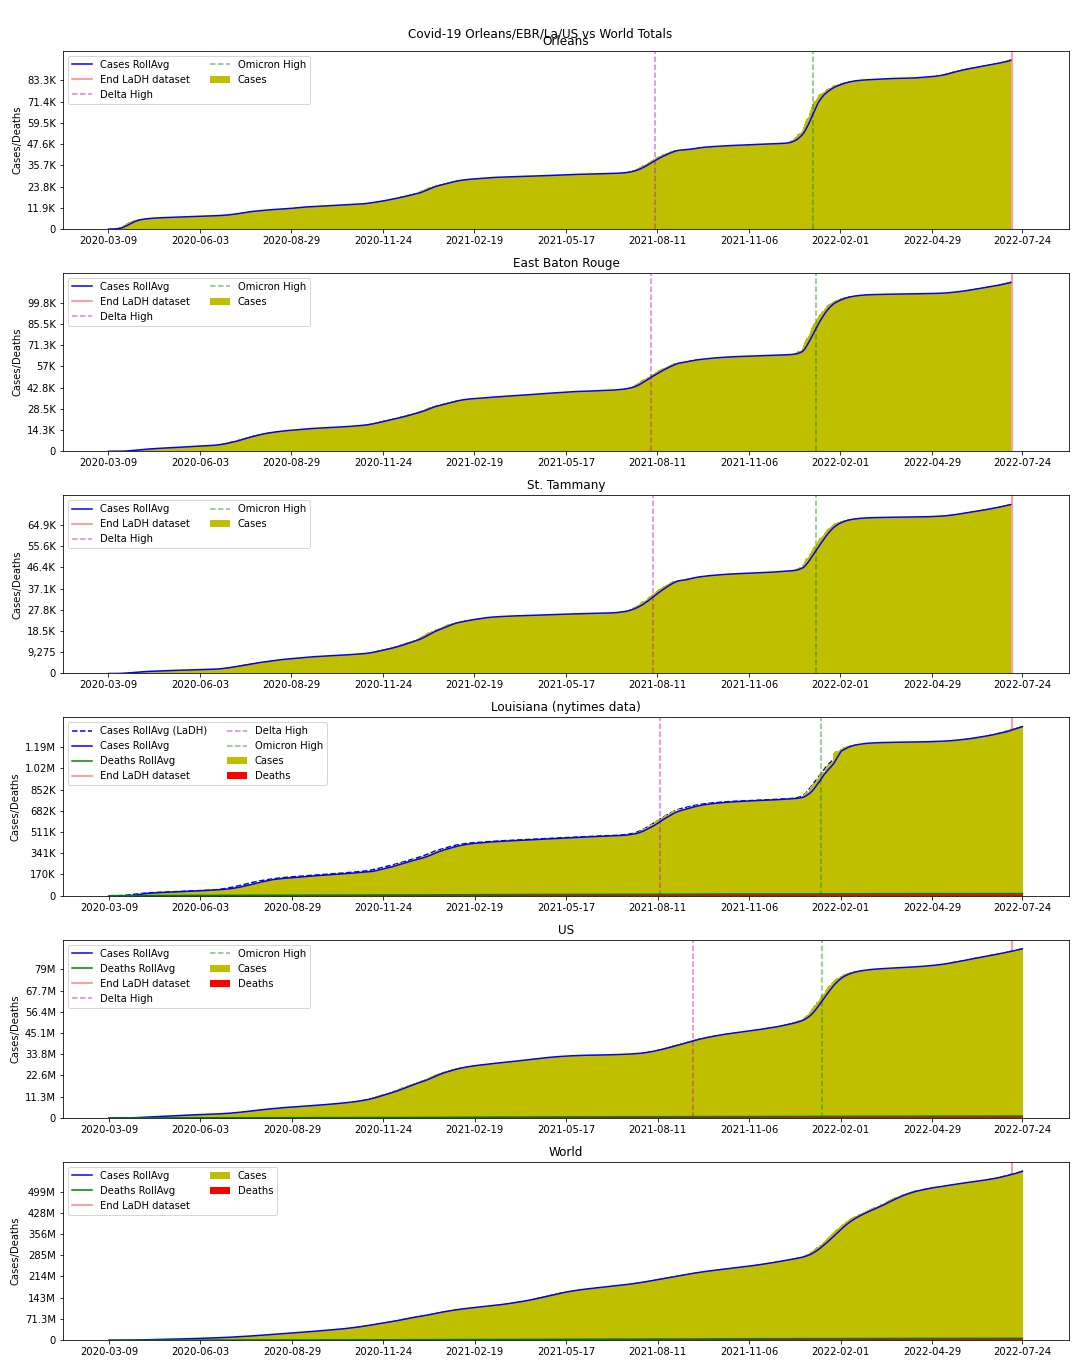 Covid-19 Orleans/EBR/La/US vs World Totals
Orleans
Cases RollAvg
End LaDH dataset
Delta High
Omicron High
Cases
Cases/Deaths
83.3K
71.4K
59.5K
47.6K
35.7K
23.8K
11.9K
0
2020-03-09 2020-06-03 2020-08-29 2020-11-24 2021-02-19 2021-05-17 2021-08-11 2021-11-06 2022-02-01 2022-04-29 2022-07-24
East Baton Rouge
Cases RollAvg
End LaDH dataset
Delta High
Omicron High
Cases
Cases/Deaths
99.8K
85.5K
71.3K
57K
42.8K
28.5K
14.3K
0
2020-03-09 2020-06-03 2020-08-29 2020-11-24 2021-02-19 2021-05-17 2021-08-11 2021-11-06 2022-02-01 2022-04-29 2022-07-24
St. Tammany
Cases RollAvg
End LaDH dataset
Delta High
Omicron High
Cases
Cases/Deaths
64.9K
55.6K
46.4K
37.1K
27.8K
18.5K
9,275
0
2020-03-09 2020-06-03 2020-08-29 2020-11-24 2021-02-19 2021-05-17 2021-08-11 2021-11-06 2022-02-01 2022-04-29 2022-07-24
Louisiana (nytimes data)
Cases RollAvg (LaDH)
Cases RollAvg
Deaths RollAvg
End LaDH dataset
Delta High
Omicron High
Cases
Deaths
Cases/Deaths
1.19M
1.02M
852K
682K
511K
341K
170K
0
2020-03-09 2020-06-03 2020-08-29 2020-11-24 2021-02-19 2021-05-17 2021-08-11 2021-11-06 2022-02-01 2022-04-29 2022-07-24
US
Cases RollAvg
Deaths RollAvg
End LaDH dataset
Delta High
Omicron High
Cases
Deaths
Cases/Deaths
79M
67.7M
56.4M
45.1M
33.8M
22.6M
11.3M
0
2020-03-09 2020-06-03 2020-08-29 2020-11-24 2021-02-19 2021-05-17 2021-08-11 2021-11-06 2022-02-01 2022-04-29 2022-07-24
World
Cases RollAvg
Deaths RollAvg
End LaDH dataset
Cases
Deaths
Cases/Deaths
499M
428M
356M
285M
214M
143M
71.3M
0
2020-03-09 2020-06-03 2020-08-29 2020-11-24 2021-02-19 2021-05-17 2021-08-11 2021-11-06 2022-02-01 2022-04-29 2022-07-24